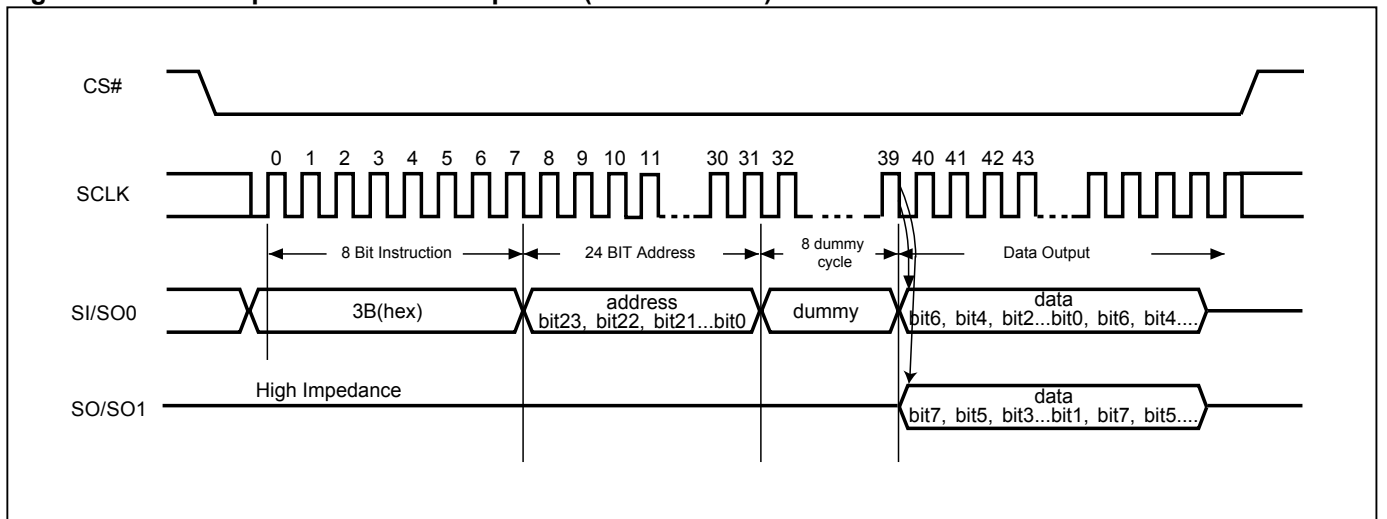 CS#
0 1 2 3 4 5 6 7 8 9 10 11 30 31 32 39 40 41 42 43
SCLK
8 Bit Instruction
24 BIT Address
8 dummy
cycle
Data Output
SI/SO0
3B(hex)
address
bit23, bit22, bit21...bit0
dummy
data
bit6, bit4, bit2...bit0, bit6, bit4....
High Impedance
SO/SO1
data
bit7, bit5, bit3...bit1, bit7, bit5....